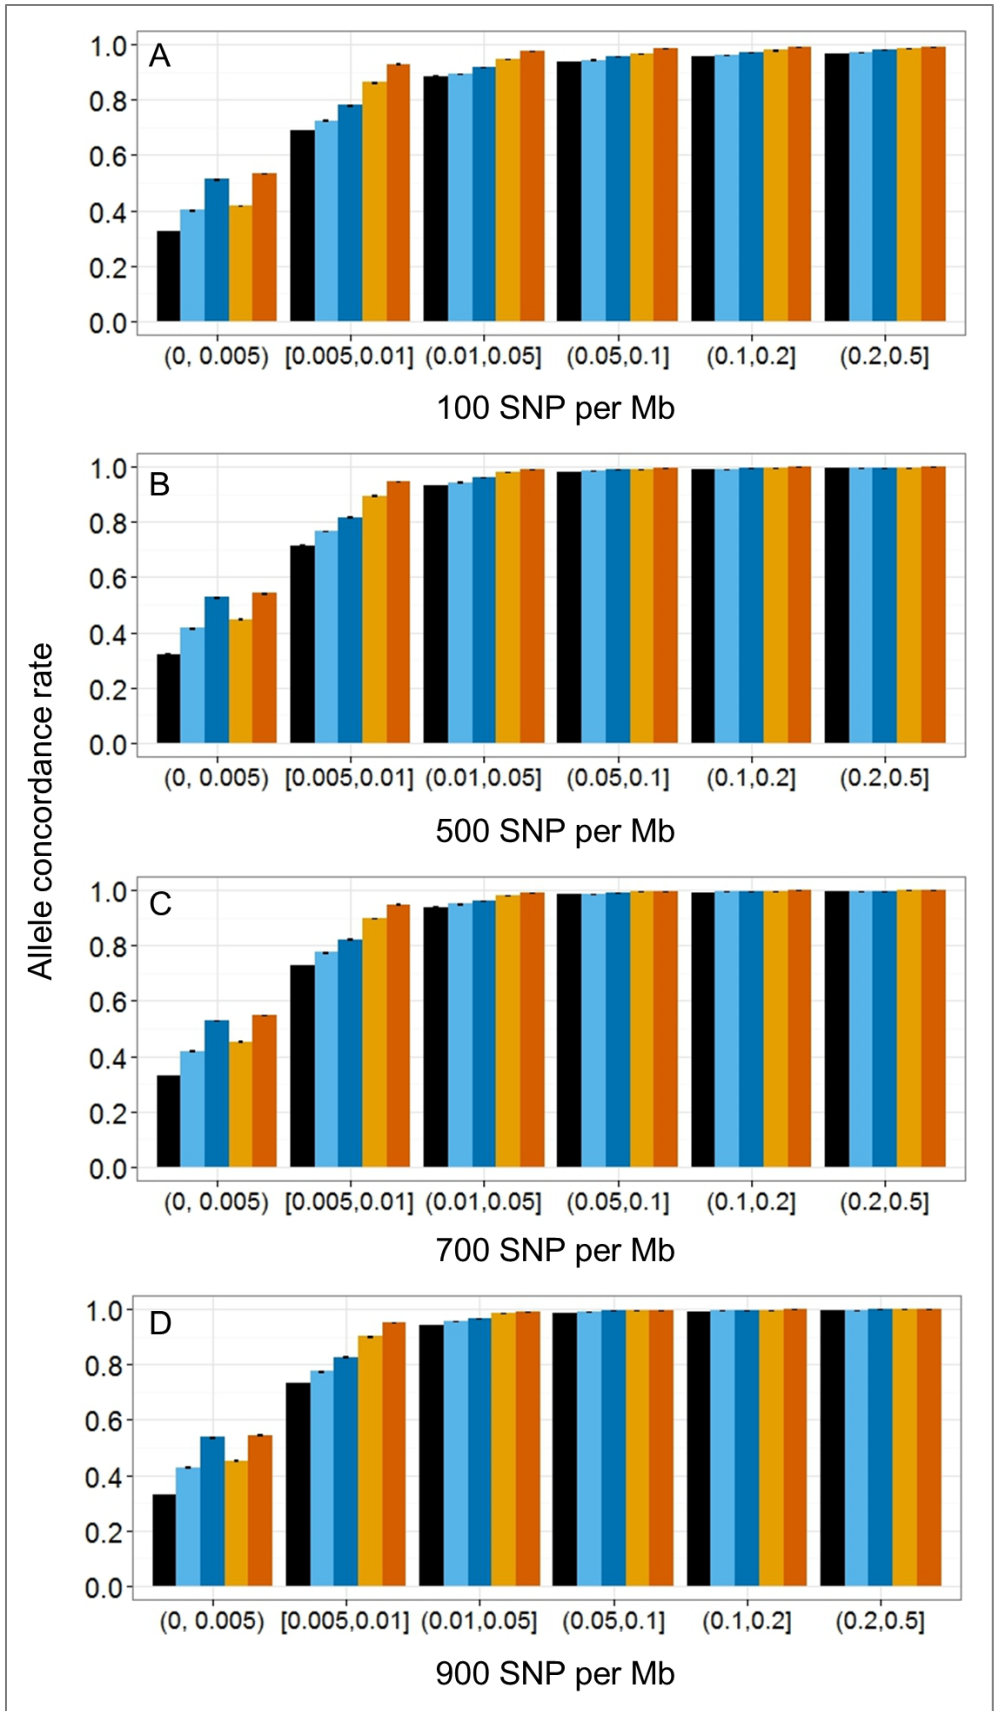 Allele concordance rate
A
1.0
0.8
0.6
0.4
0.2
0.0
(0, 0.005) [0.005,0.01] (0.01,0.05] (0.05,0.1] (0.1,0.2] (0.2,0.5]
100 SNP per Mb
B
1.0
0.8
0.6
0.4
0.2
0.0
(0, 0.005) [0.005,0.01] (0.01,0.05] (0.05,0.1] (0.1,0.2] (0.2,0.5]
500 SNP per Mb
C
1.0
0.8
0.6
0.4
0.2
0.0
(0, 0.005) [0.005,0.01] (0.01,0.05] (0.05,0.1] (0.1,0.2] (0.2,0.5]
700 SNP per Mb
D
1.0
0.8
0.6
0.4
0.2
0.0
(0, 0.005) [0.005,0.01] (0.01,0.05] (0.05,0.1] (0.1,0.2] (0.2,0.5]
900 SNP per Mb